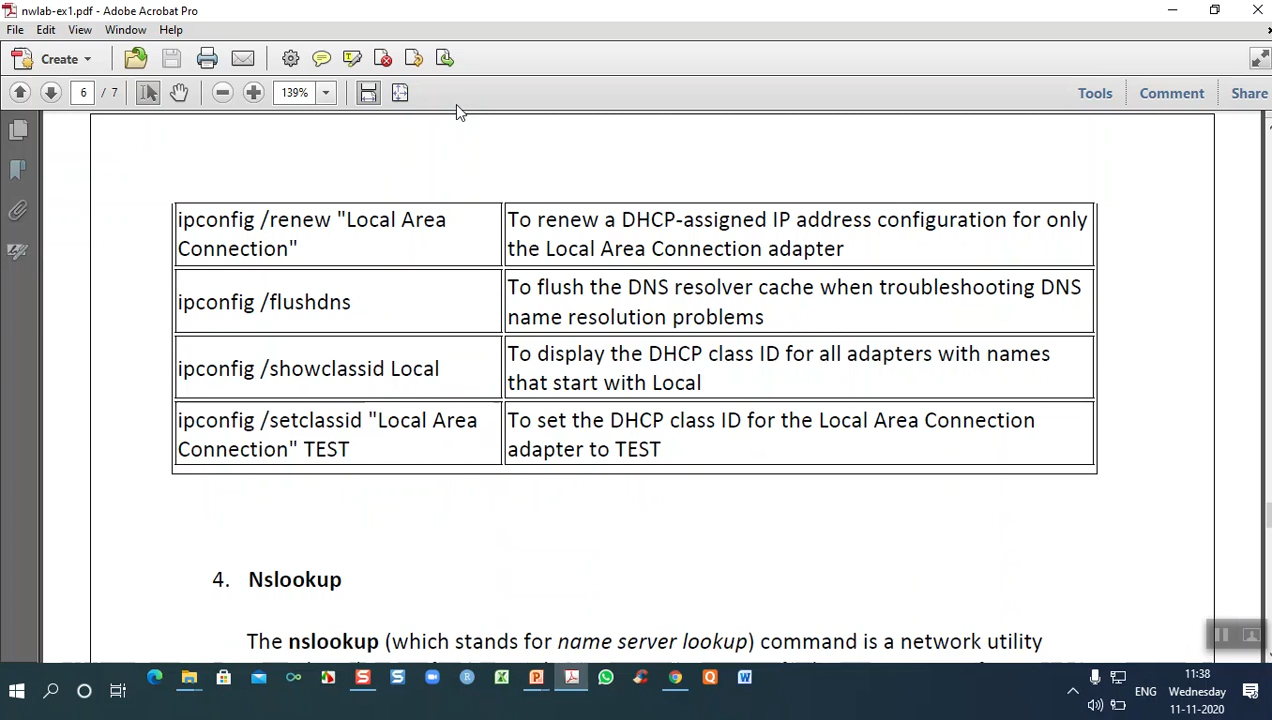 nwlab-ex1.pdf - Adobe Acrobat Pro
File Edit View Window Help
Create
6 / 7 139% Tools Comment Share
ipconfig /renew "Local Area
Connection"
To renew a DHCP-assigned IP address configuration for only
the Local Area Connection adapter
ipconfig /flushdns
To flush the DNS resolver cache when troubleshooting DNS
name resolution problems
ipconfig /showclassid Local
To display the DHCP class ID for all adapters with names
that start with Local
ipconfig /setclassid "Local Area
Connection" TEST
To set the DHCP class ID for the Local Area Connection
adapter to TEST
4. Nslookup
The nslookup (which stands for name server lookup) command is a network utility
11:38
ENG Wednesday
11-11-2020